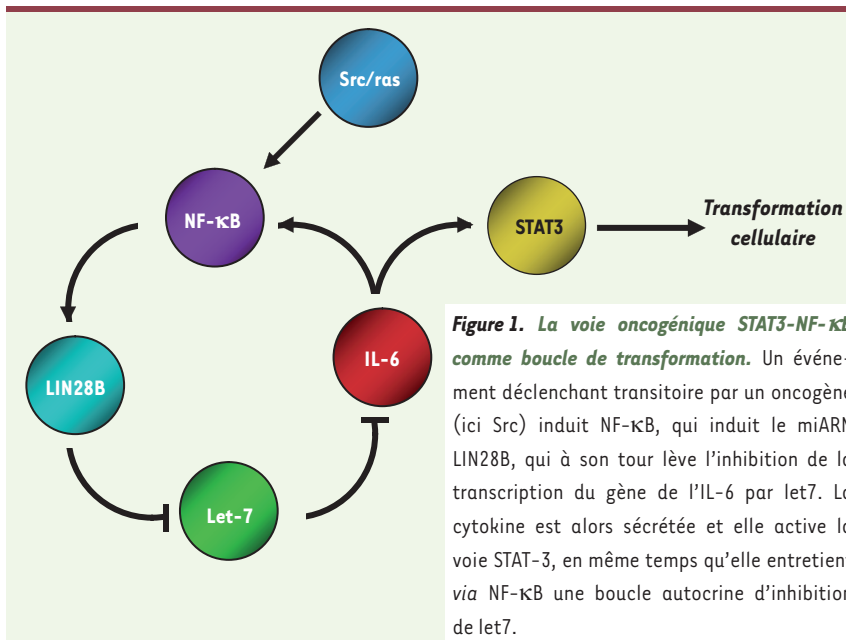 Src/ras
NF-κB
STAT3
Transformation
cellulaire
LIN28B
IL-6
Let-7
Figure 1. La voie oncogénique STAT3-NF-κB
comme boucle de transformation. Un événe-
ment déclenchant transitoire par un oncogène
(ici Src) induit NF-κB, qui induit le miARN
LIN28B, qui à son tour lève l'inhibition de la
transcription du gène de l'IL-6 par let7. La
cytokine est alors sécrétée et elle active la
voie STAT-3, en même temps qu'elle entretient
via NF-κB une boucle autocrine d'inhibition
de let7.